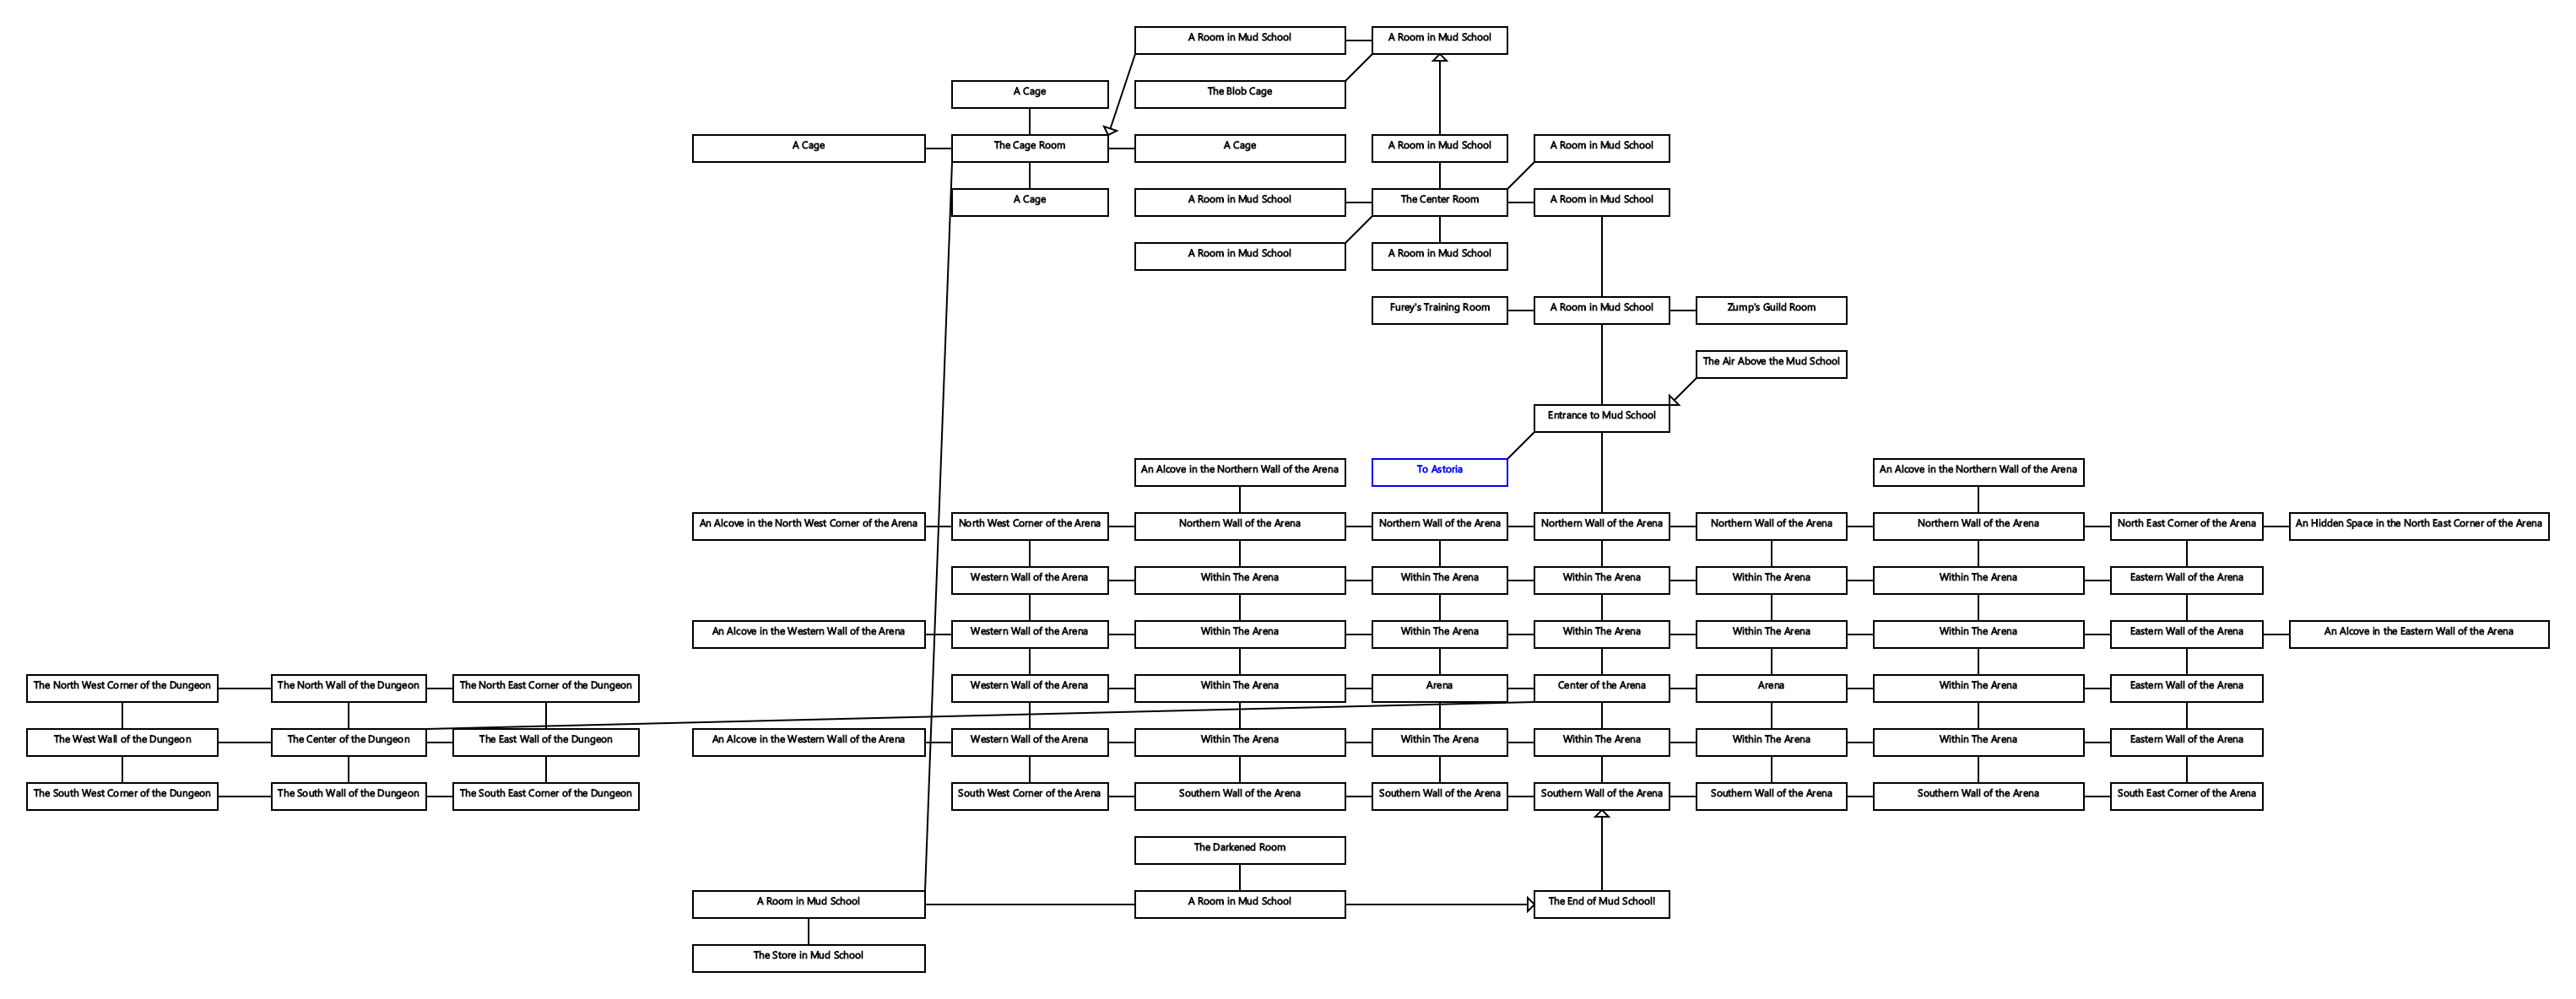 A Room in Mud School
A Room in Mud School
A Cage
The Blob Cage
A Cage
The Cage Room
A Cage
A Room in Mud School
A Room in Mud School
A Cage
A Room in Mud School
The Center Room
A Room in Mud School
A Room in Mud School
A Room in Mud School
Furey's Training Room
A Room in Mud School
Zump's Guild Room
The Air Above the Mud School
Entrance to Mud School
An Alcove in the Northern Wall of the Arena
To Astoria
An Alcove in the Northern Wall of the Arena
An Alcove in the North West Corner of the Arena
North West Corner of the Arena
Northern Wall of the Arena
Northern Wall of the Arena
Northern Wall of the Arena
Northern Wall of the Arena
Northern Wall of the Arena
North East Corner of the Arena
An Hidden Space in the North East Corner of the Arena
Western Wall of the Arena
Within The Arena
Within The Arena
Within The Arena
Within The Arena
Within The Arena
Eastern Wall of the Arena
An Alcove in the Western Wall of the Arena
Western Wall of the Arena
Within The Arena
Within The Arena
Within The Arena
Within The Arena
Within The Arena
Eastern Wall of the Arena
An Alcove in the Eastern Wall of the Arena
The North West Corner of the Dungeon
The North Wall of the Dungeon
The North East Corner of the Dungeon
Western Wall of the Arena
Within The Arena
Arena
Center of the Arena
Arena
Within The Arena
Eastern Wall of the Arena
The West Wall of the Dungeon
The Center of the Dungeon
The East Wall of the Dungeon
An Alcove in the Western Wall of the Arena
Western Wall of the Arena
Within The Arena
Within The Arena
Within The Arena
Within The Arena
Within The Arena
Eastern Wall of the Arena
The South West Corner of the Dungeon
The South Wall of the Dungeon
The South East Corner of the Dungeon
South West Corner of the Arena
Southern Wall of the Arena
Southern Wall of the Arena
Southern Wall of the Arena
Southern Wall of the Arena
Southern Wall of the Arena
South East Corner of the Arena
The Darkened Room
A Room in Mud School
A Room in Mud School
The End of Mud School!
The Store in Mud School